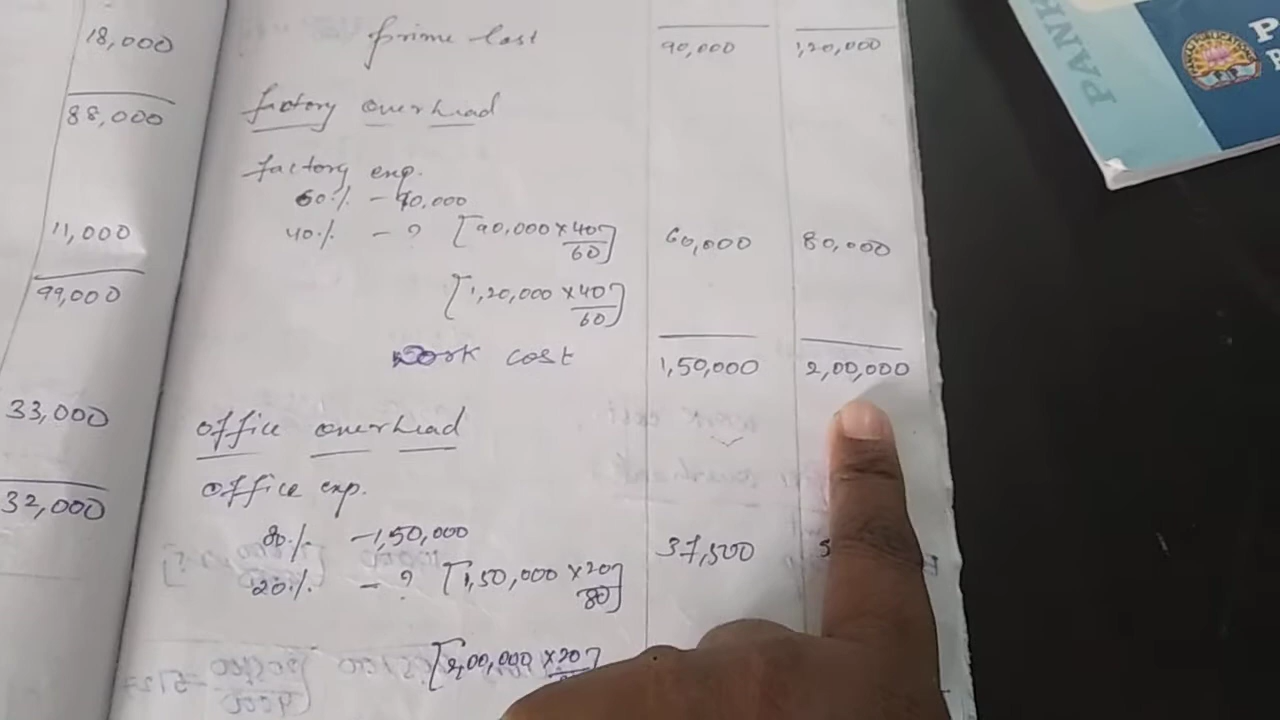 18,000
88,000
11,000
99,000
33,000
32,000
Prime Cost 90,000 1,20,000
factory overhead
factory exp.
60% - 90,000
40% - ? [90,000 x 40/60] 60,000 80,000
[1,20,000 x 40/60]
work cost 1,50,000 2,00,000
office overhead
office exp.
80% - 1,50,000 37,500 5
20% - ? [1,50,000 x 20/80]
[2,00,000 x 20